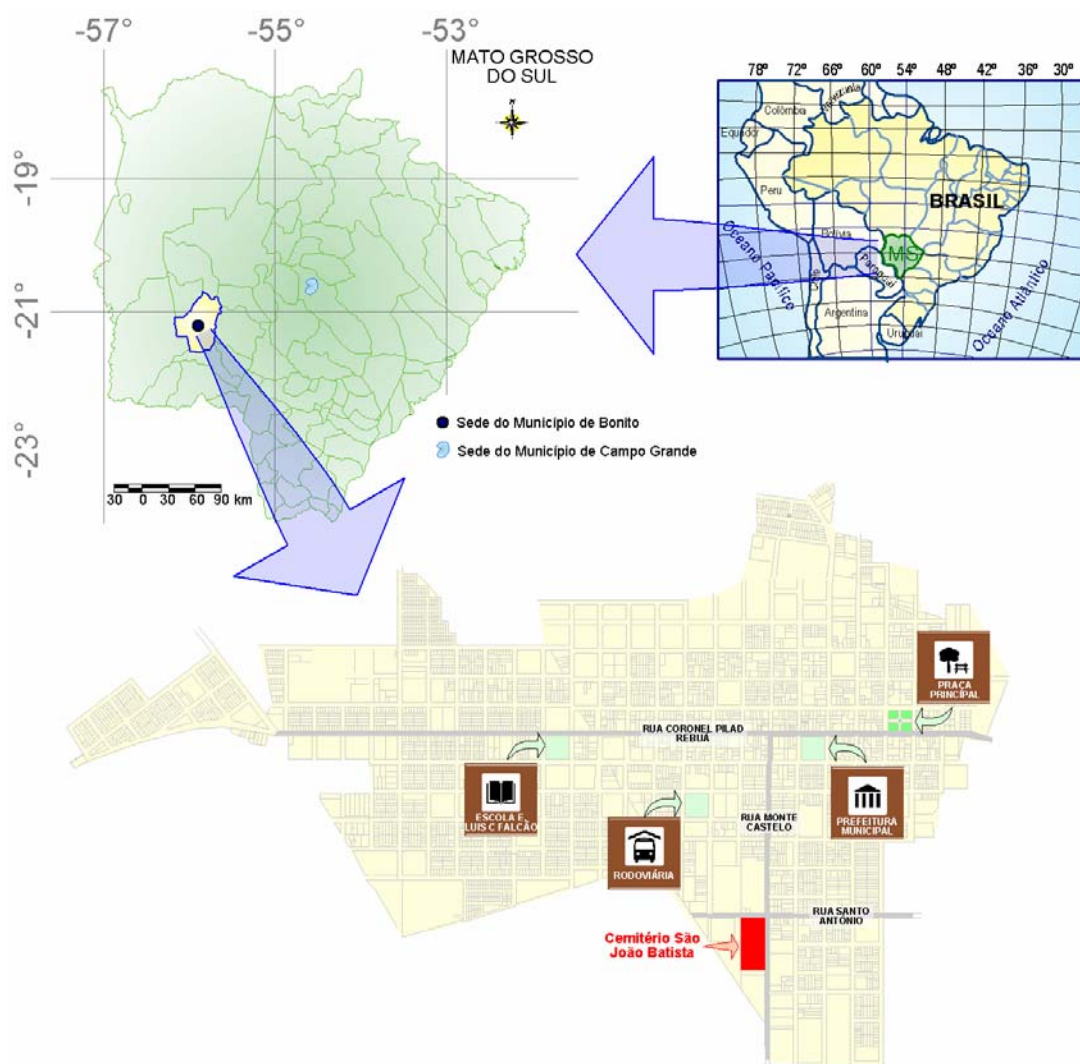 -57°
-55°
-53°
MATO GROSSO
DO SUL
N
-19°
-21°
-23°
Sede do Município de Bonito
Sede do Município de Campo Grande
30 0 30 60 90 km
78° 72° 66° 60° 54° 48° 42° 36° 30°
Venezuela
Colômbia
Equador
Peru
BRASIL
Bolívia
MS
Paraguai
Chile
Argentina
Uruguai
Oceano Pacífico
Oceano Atlântico
PRAÇA
PRINCÍPAL
RUA CORONEL PILAD
REBUA
ESCOLA E
LUIS C FALCÃO
RODOVIÁRIA
RUA MONTE
CASTELO
PREFEITURA
MUNICIPAL
RUA SANTO
ANTÔNIO
Cemitério São
João Batista